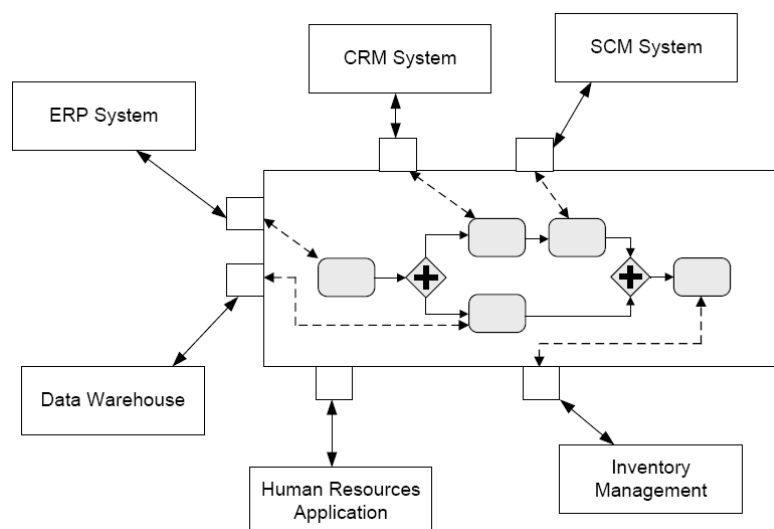 SCM System
CRM System
ERP System
Data Warehouse
Human Resources
Application
Inventory
Management